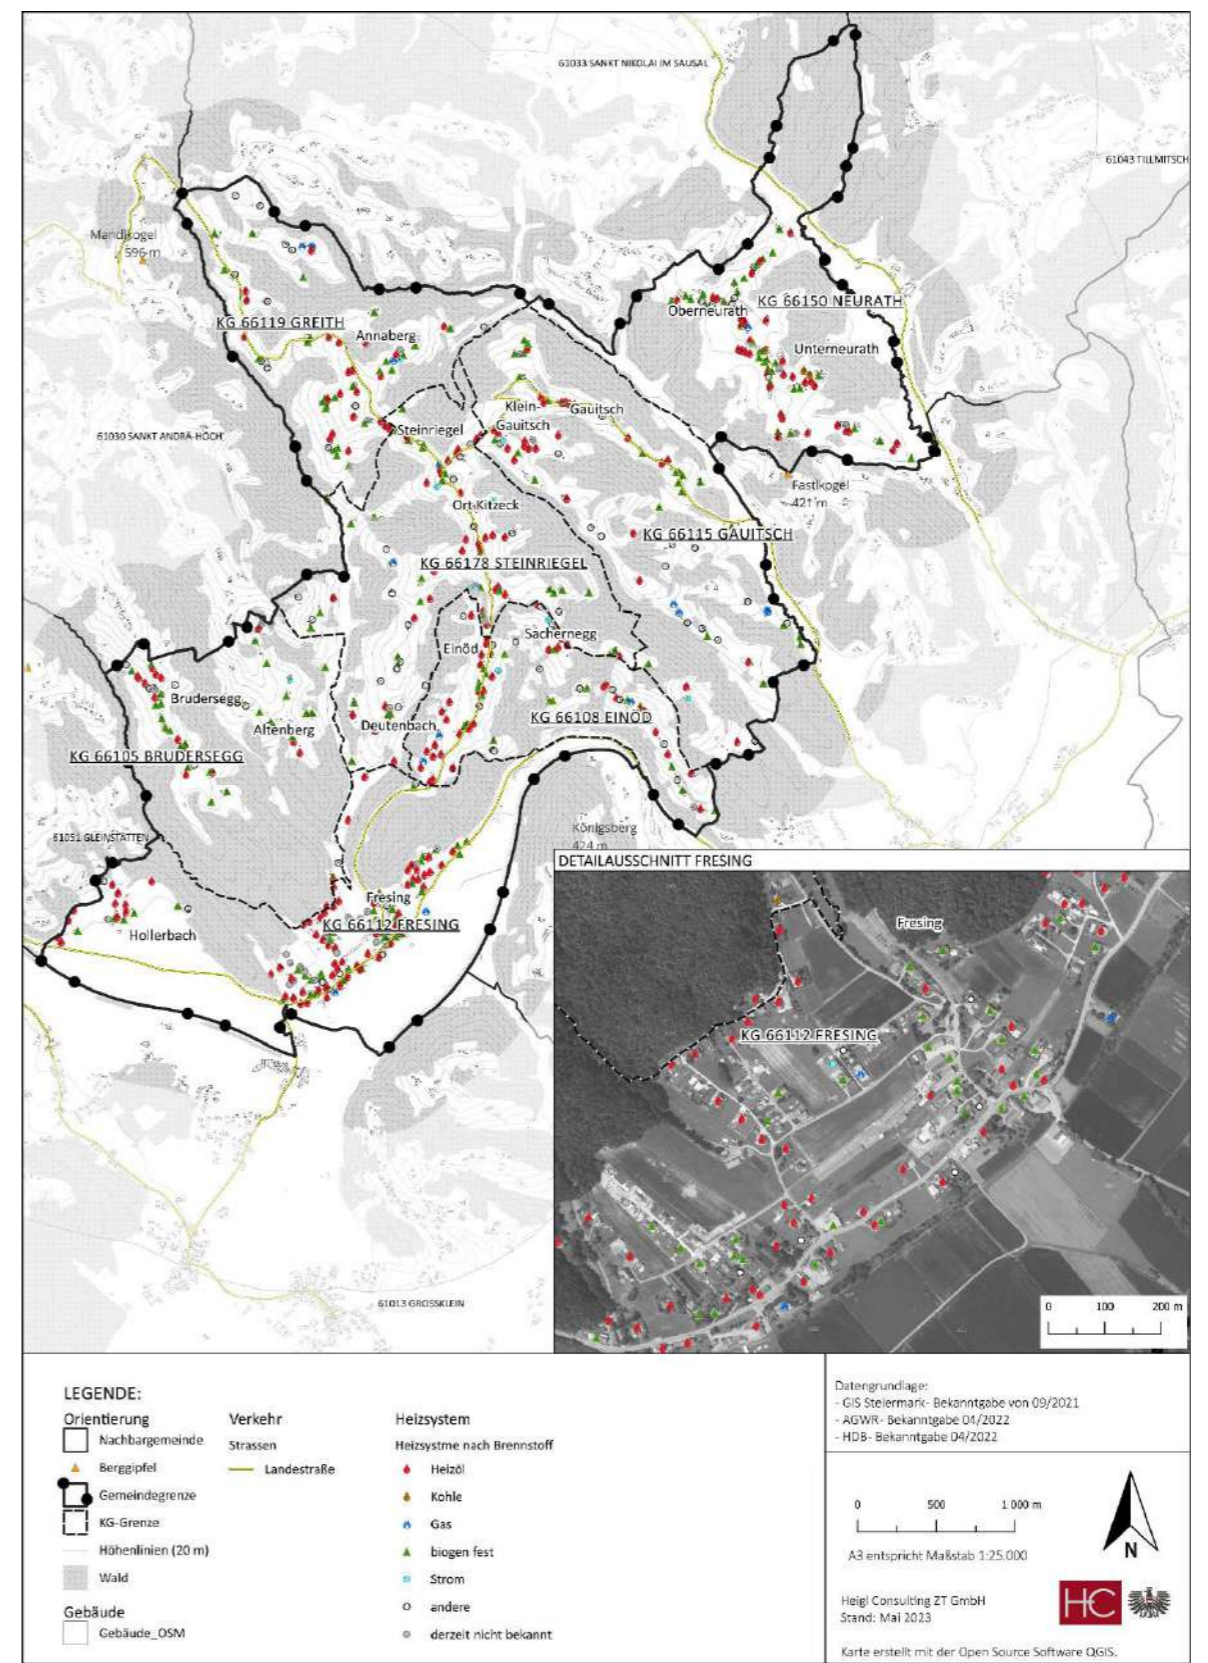 61033 SANKT NIKOLAI IM SAUSAL
61043 TILLMITSCH
Mandlkogel
596 m
KG 66150 NEURATH
Oberneurath
KG 66119 GREITH
Annaberg
Unterneurath
Klein-
Gauitsch
Gauitsch
Steinriegel
61030 SANKT ANDRÄ-HÖCH
Fastlkogel
421 m
Ort Kitzeck
KG 66115 GAUITSCH
KG 66178 STEINRIEGEL
Sachernegg
Einöd
Brudersegg
KG 66108 EINÖD
Altenberg
Deutenbach
KG 66105 BRUDERSEGG
Königsberg
424 m
61051 GLEINSTÄTTEN
DETAILAUSSCHNITT FRESING
Fresing
KG 66112 FRESING
Hollerbach
Fresing
KG 66112 FRESING
61013 GROSSKLEIN
0 100 200 m
LEGENDE:
Orientierung
Nachbargemeinde
Berggipfel
Gemeindegrenze
KG-Grenze
Höhenlinien (20 m)
Wald
Gebäude
Gebäude_OSM
Verkehr
Strassen
Landestraße
Heizsystem
Heizsystme nach Brennstoff
Heizöl
Kohle
Gas
biogen fest
Strom
andere
derzeit nicht bekannt
Datengrundlage:
- GIS Steiermark- Bekanntgabe von 09/2021
- AGWR- Bekanntgabe 04/2022
- HDB- Bekanntgabe 04/2022
0 500 1 000 m
A3 entspricht Maßstab 1:25.000
N
Heigl Consulting ZT GmbH
Stand: Mai 2023
HC
Karte erstellt mit der Open Source Software QGIS.